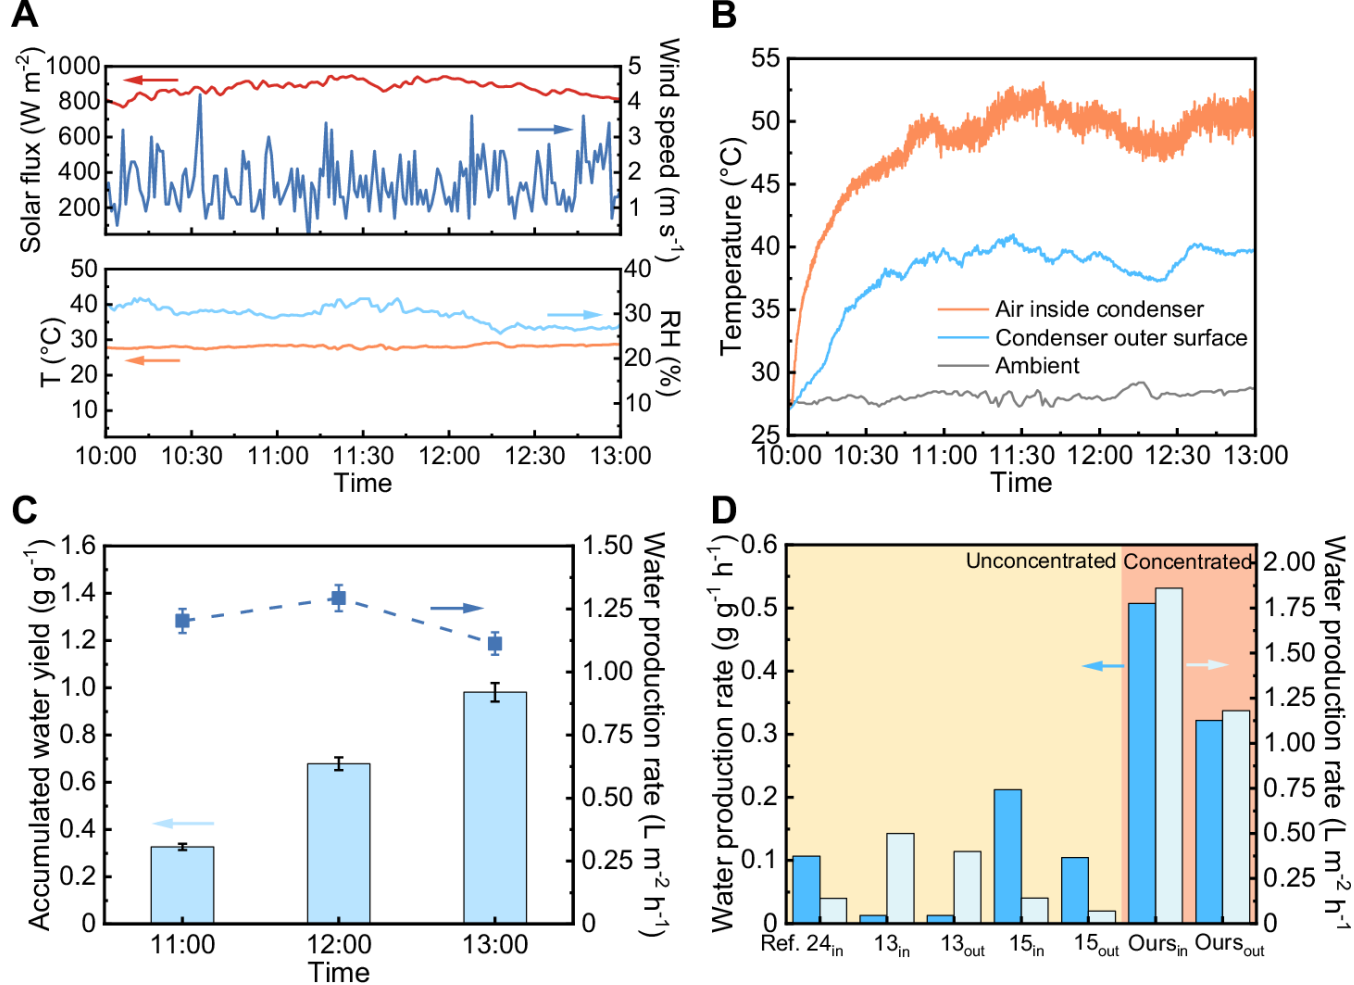 A
Solar flux (W m-2)
1000
800
600
400
200
5
4
3
2
1
Wind speed (m s-1)
T (°C)
50
40
30
20
10
40
30
20
10
RH (%)
10:00 10:30 11:00 11:30 12:00 12:30 13:00
Time
B
Temperature (°C)
55
50
45
40
35
30
25
Air inside condenser
Condenser outer surface
Ambient
10:00 10:30 11:00 11:30 12:00 12:30 13:00
Time
C
Accumulated water yield (g g-1)
1.6
1.4
1.2
1.0
0.8
0.6
0.4
0.2
0
1.50
1.25
1.00
0.75
0.50
0.25
0
Water production rate (L m-2 h-1)
11:00 12:00 13:00
Time
D
Water production rate (g g-1 h-1)
0.6
0.5
0.4
0.3
0.2
0.1
0
Unconcentrated Concentrated
2.00
1.75
1.50
1.25
1.00
0.75
0.50
0.25
0
Water production rate (L m-2 h-1)
Ref. 24in 13in 13out 15in 15out Oursin Oursout